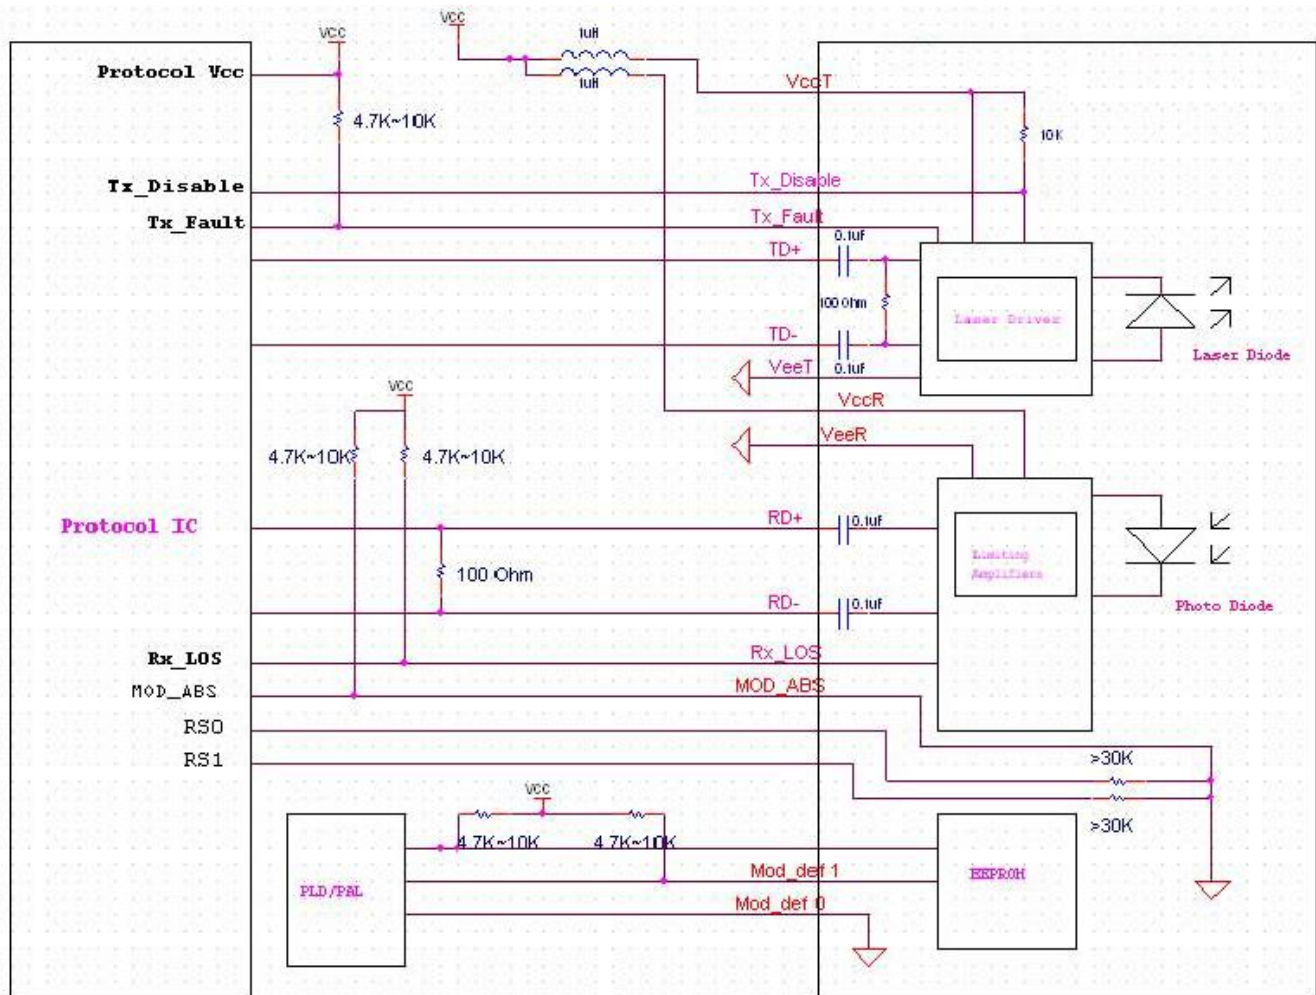 VCC
1uH
VCC
Protocol Vcc
1uH
VccT
4.7K~10K
10K
Tx_Disable
Tx_Disable
Tx_Fault
Tx_Fault
0.1uf
TD+
100 Ohm
Laser Driver
TD-
Laser Diode
VeeT
0.1uf
VCC
VccR
VeeR
4.7K~10K
4.7K~10K
Protocol IC
RD+
0.1uf
Limiting
Amplifiers
100 Ohm
RD-
0.1uf
Photo Diode
Rx_LOS
Rx_LOS
MOD_ABS
MOD_ABS
RS0
RS1
>30K
VCC
>30K
4.7K~10K
4.7K~10K
Mod_def 1
EEPROM
PLD/PAL
Mod_def 0